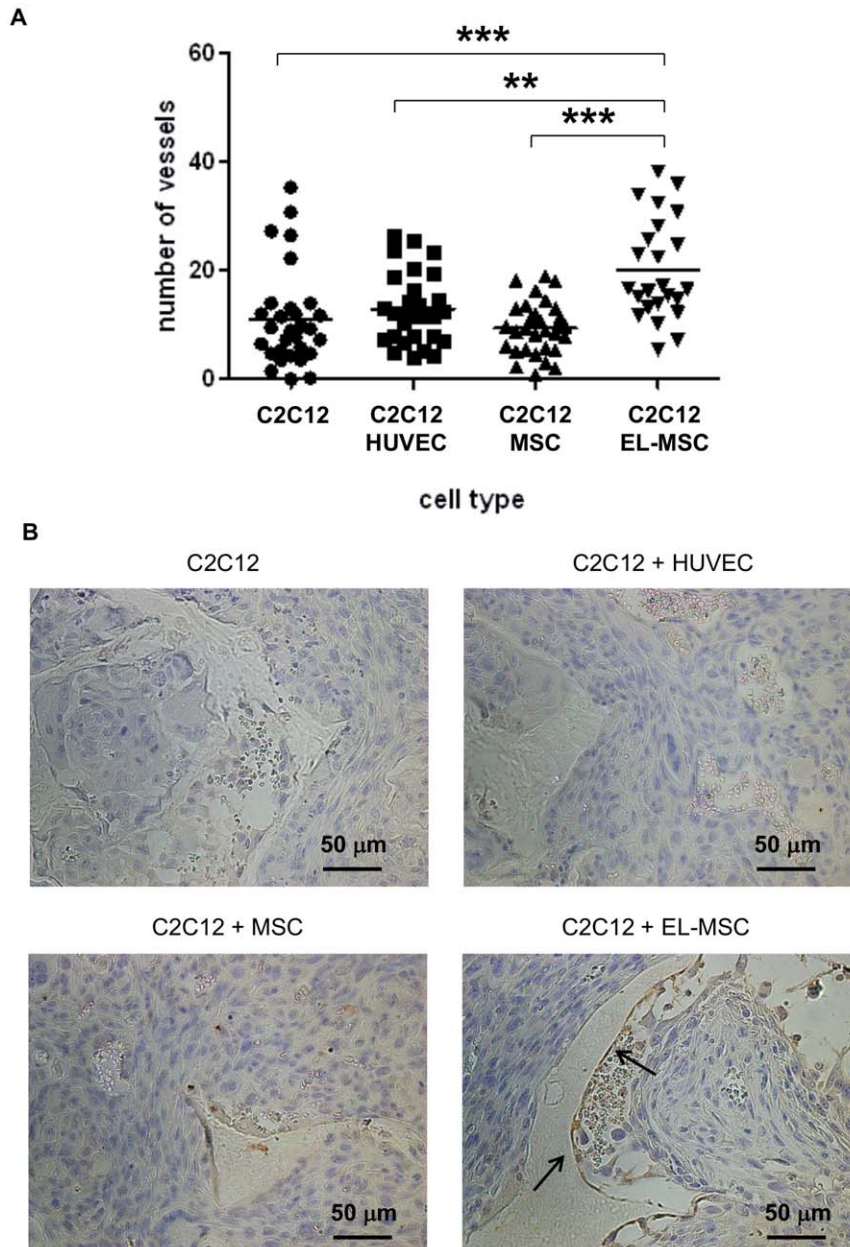 A
60
***
**
***
40
number of vessels
20
0
C2C12
C2C12
HUVEC
C2C12
MSC
C2C12
EL-MSC
cell type
B
C2C12
C2C12 + HUVEC
50 μm
50 μm
C2C12 + MSC
C2C12 + EL-MSC
50 μm
50 μm